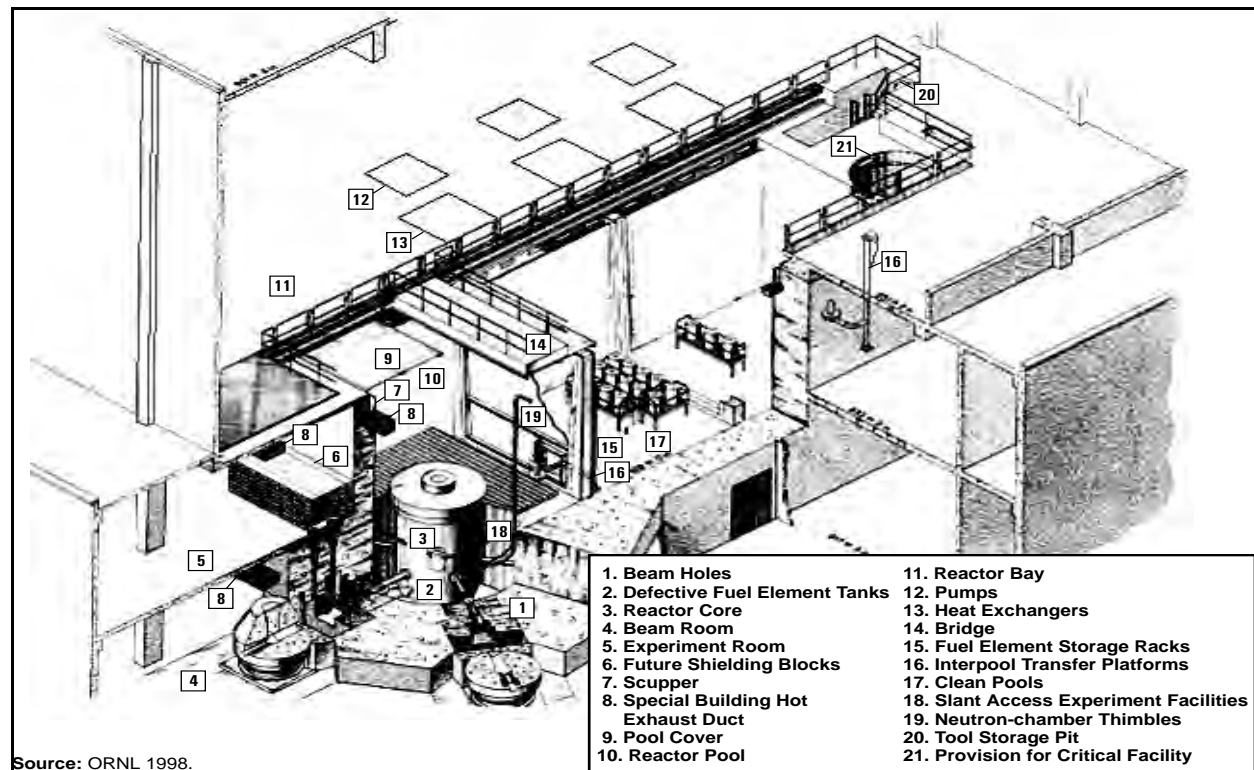 20
21
12
13
16
11
14
9
10
7
8
19
8
6
15
17
16
3
18
5
2
8
1
4
1. Beam Holes
2. Defective Fuel Element Tanks
3. Reactor Core
4. Beam Room
5. Experiment Room
6. Future Shielding Blocks
7. Scupper
8. Special Building Hot
Exhaust Duct
9. Pool Cover
10. Reactor Pool
11. Reactor Bay
12. Pumps
13. Heat Exchangers
14. Bridge
15. Fuel Element Storage Racks
16. Interpool Transfer Platforms
17. Clean Pools
18. Slant Access Experiment Facilities
19. Neutron-chamber Thimbles
20. Tool Storage Pit
21. Provision for Critical Facility
Source: ORNL 1998.